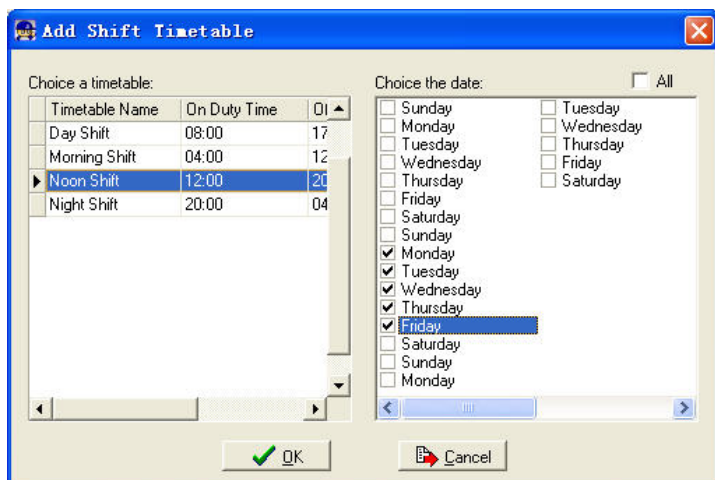 Add Shift Timetable
Choice a timetable:
Timetable Name On Duty Time
Day Shift 08:00 17
Morning Shift 04:00 12
Noon Shift 12:00 20
Night Shift 20:00 04
Choice the date: All
Sunday
Monday
Tuesday
Wednesday
Thursday
Friday
Saturday
Sunday
Monday
Tuesday
Wednesday
Thursday
Friday
Saturday
Sunday
Monday
Tuesday
Wednesday
Thursday
Friday
Saturday
OK
Cancel